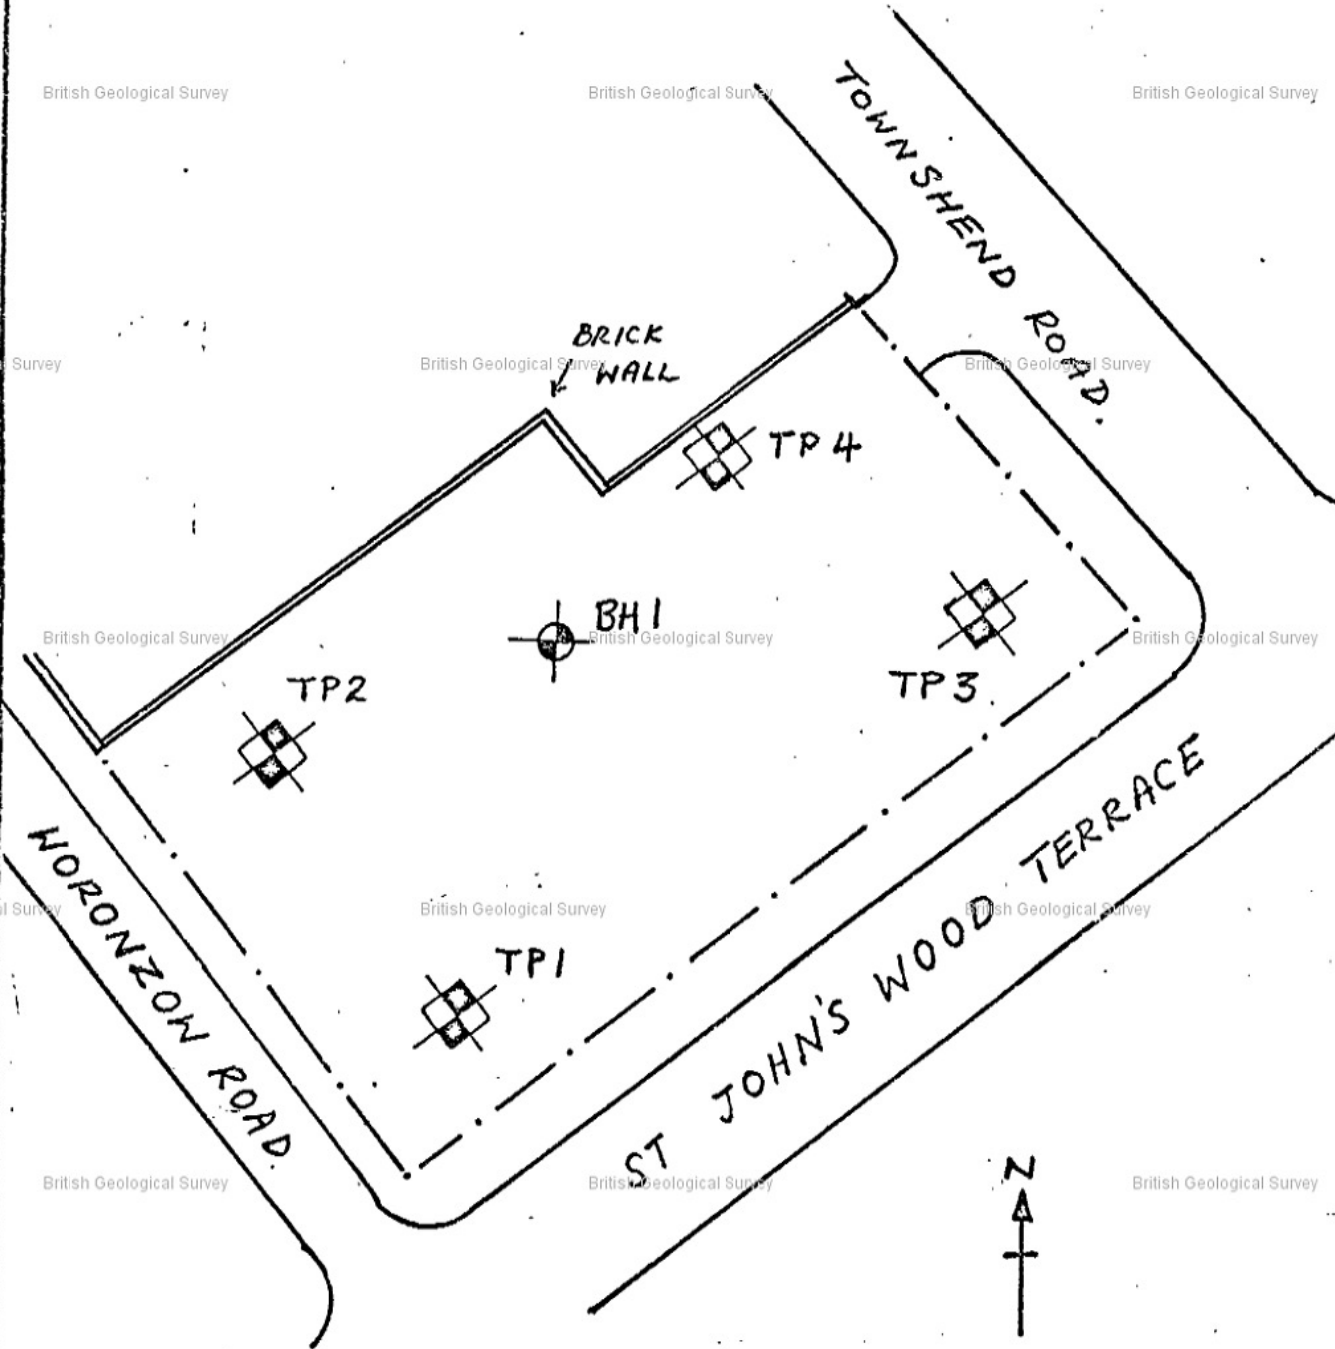 British Geological Survey
British Geological Survey
British Geological Survey
TOWNSHEND ROAD.
BRICK
WALL
Survey
British Geological Survey
British Geological Survey
TP4
BH1
British Geological Survey
British Geological Survey
British Geological Survey
TP2
TP3
WORONZOW ROAD.
ST JOHN'S WOOD TERRACE
Survey
British Geological Survey
British Geological Survey
TP1
N
British Geological Survey
British Geological Survey
British Geological Survey